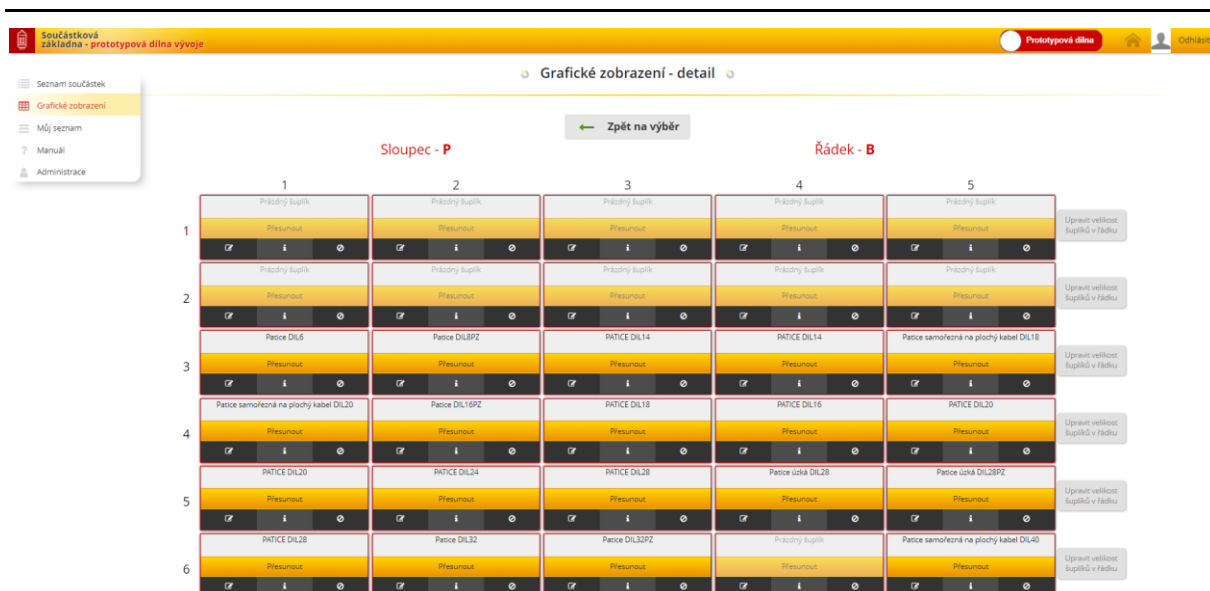 Součástková
základna - prototypová dílna vývoje
Prototypová dílna
Odhlásit
Seznam součástek
Grafické zobrazení
Můj seznam
? Manuál
Administrace
Grafické zobrazení - detail
← Zpět na výběr
Sloupec - P Řádek - B
1 2 3 4 5
Prázdný šuplík Prázdný šuplík Prázdný šuplík Prázdný šuplík Prázdný šuplík
1 Přesunout Přesunout Přesunout Přesunout Přesunout
i i i i i
Upravit velikost
šuplíků v řádku
Prázdný šuplík Prázdný šuplík Prázdný šuplík Prázdný šuplík Prázdný šuplík
2 Přesunout Přesunout Přesunout Přesunout Přesunout
i i i i i
Upravit velikost
šuplíků v řádku
Patice DIL6 Patice DIL8PZ PATICE DIL14 PATICE DIL14 Patice samořezná na plochý kabel DIL18
3 Přesunout Přesunout Přesunout Přesunout Přesunout
i i i i i
Upravit velikost
šuplíků v řádku
Patice samořezná na plochý kabel DIL20 Patice DIL16PZ PATICE DIL18 PATICE DIL16 PATICE DIL20
4 Přesunout Přesunout Přesunout Přesunout Přesunout
i i i i i
Upravit velikost
šuplíků v řádku
PATICE DIL20 PATICE DIL24 PATICE DIL28 Patice úzká DIL28 Patice úzká DIL28PZ
5 Přesunout Přesunout Přesunout Přesunout Přesunout
i i i i i
Upravit velikost
šuplíků v řádku
PATICE DIL28 Patice DIL32 Patice DIL32PZ Prázdný šuplík Patice samořezná na plochý kabel DIL40
6 Přesunout Přesunout Přesunout Přesunout Přesunout
i i i i i
Upravit velikost
šuplíků v řádku